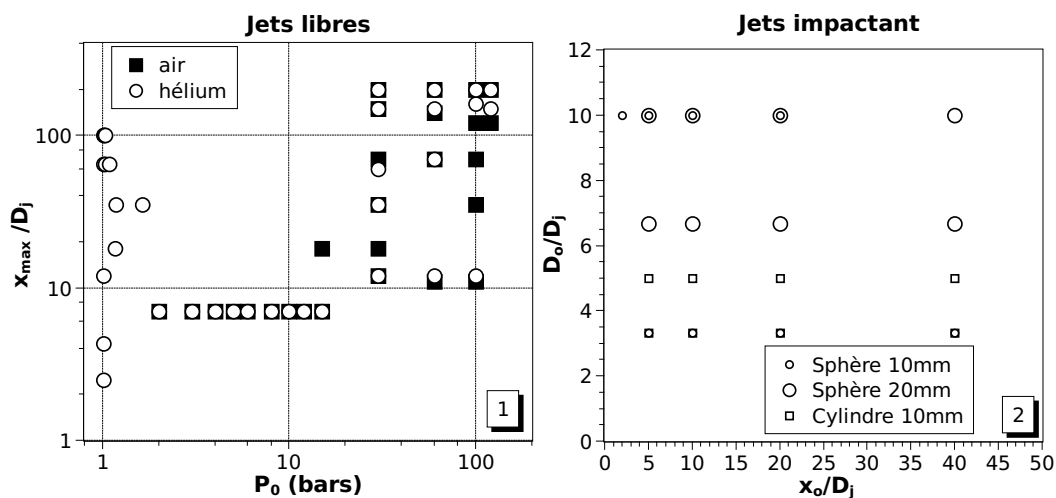 Jets libres
air
hélium
100
10
1
x_max /D_j
1 10 100
P_0 (bars)
1
Jets impactant
12
10
8
6
4
2
0
D_o/D_j
Sphère 10mm
Sphère 20mm
Cylindre 10mm
2
0 5 10 15 20 25 30 35 40 45 50
x_o/D_j